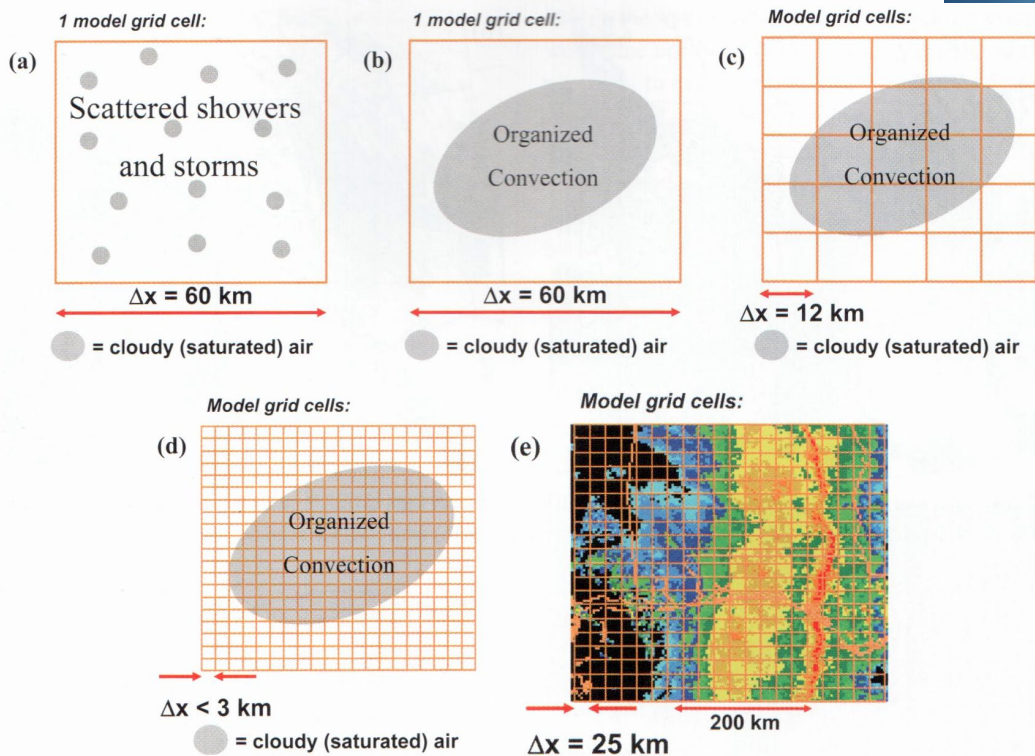 1 model grid cell:
(a)
Scattered showers
and storms
Δx = 60 km
= cloudy (saturated) air
1 model grid cell:
(b)
Organized
Convection
Δx = 60 km
= cloudy (saturated) air
Model grid cells:
(c)
Organized
Convection
Δx = 12 km
= cloudy (saturated) air
Model grid cells:
(d)
Organized
Convection
Δx < 3 km
= cloudy (saturated) air
Model grid cells:
(e)
200 km
Δx = 25 km